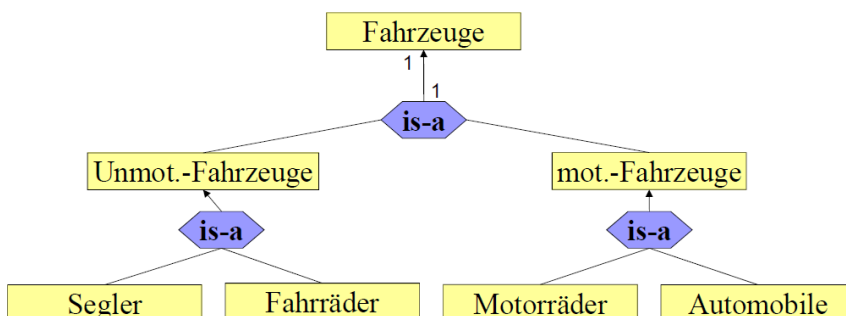 Fahrzeuge
1
1
is-a
Unmot.-Fahrzeuge
mot.-Fahrzeuge
is-a
is-a
Segler
Fahrräder
Motorräder
Automobile